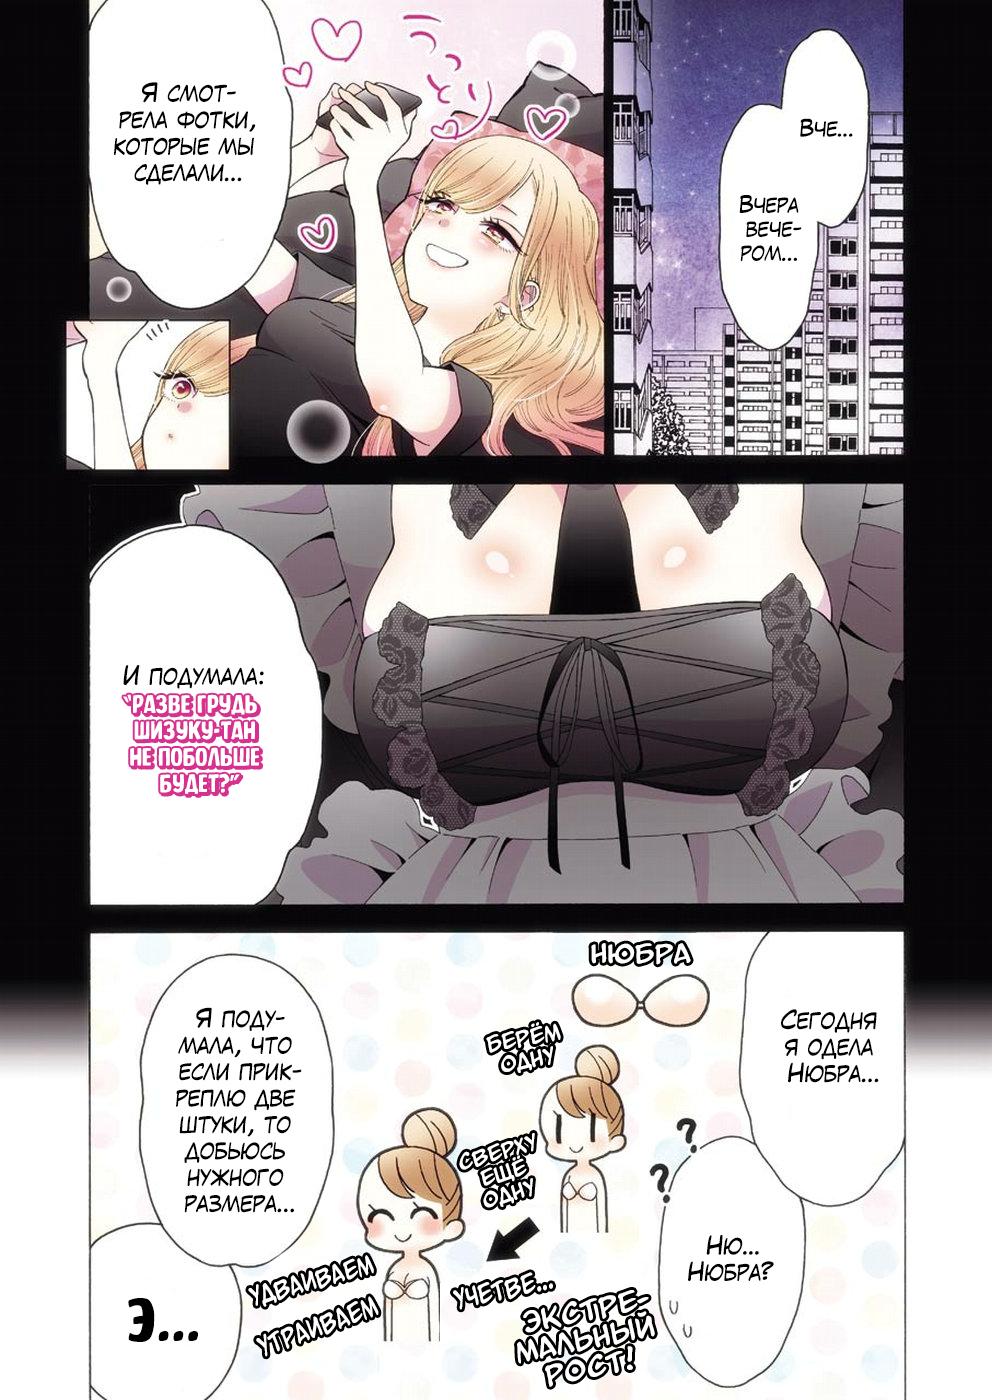 Вче...
Вчера
вече-
ром...
Я смот-
рела фотки,
которые мы
сделали...
И подумала:
"Разве грудь
Шизуку-тан
не побольше
будет?"
Сегодня
я одела
Нюбра...
?
?
Ню...
Нюбра?
НЮБРА
БЕРЁМ
ОДНУ
СВЕРХУ
ЕЩЁ
ОДНУ
Я поду-
мала, что
если прик-
реплю две
штуки, то
добьюсь
нужного
размера...
УДВАИВАЕМ
УТРАИВАЕМ
УЧЕТВЕ...
ЭКСТРЕ-
МАЛЬНЫЙ
РОСТ!
Э...